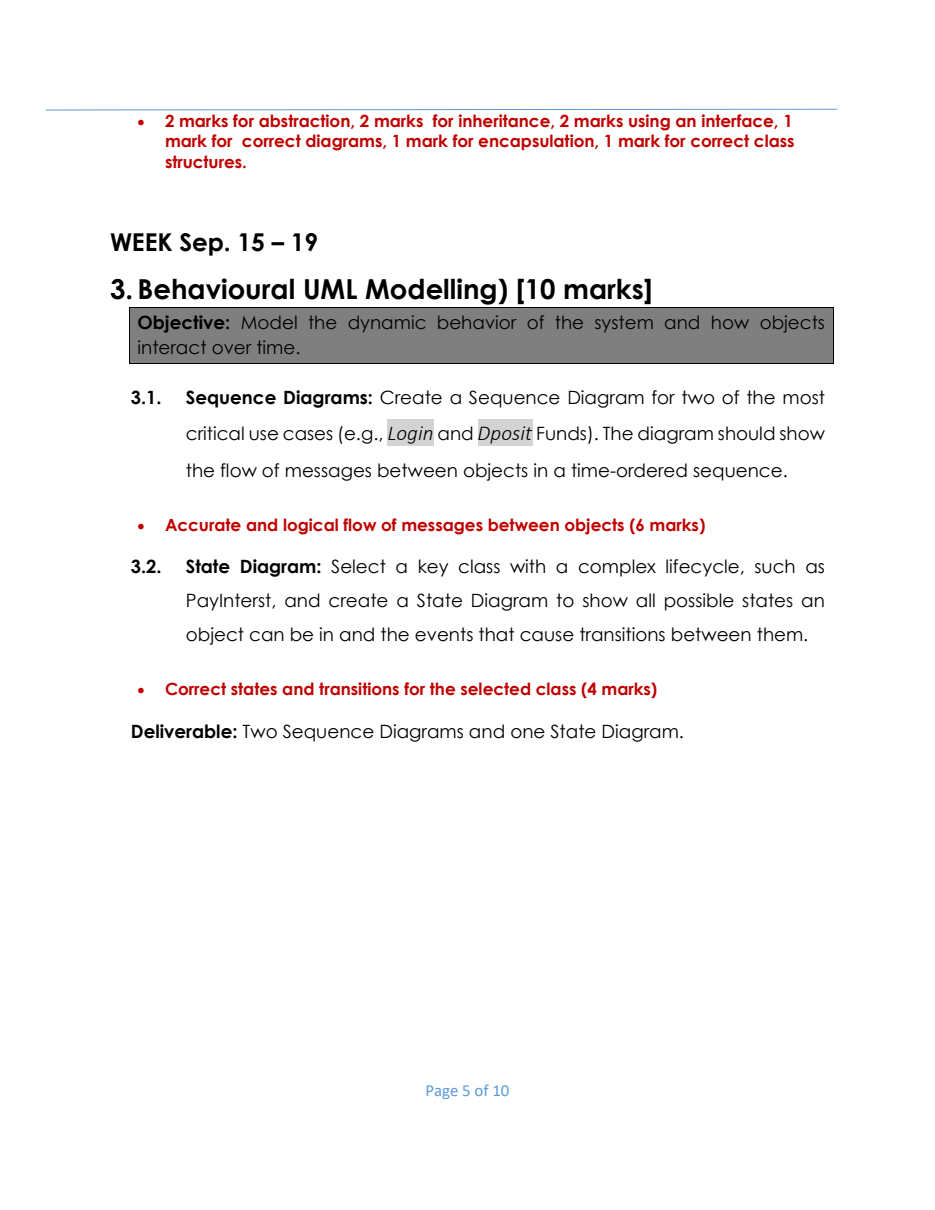 • 2 marks for abstraction, 2 marks  for inheritance, 2 marks using an interface, 1
mark for  correct diagrams, 1 mark for encapsulation, 1 mark for correct class
structures.
WEEK Sep. 15 – 19
3. Behavioural UML Modelling) [10 marks]
Objective: Model the dynamic behavior of the system and how objects
interact over time.
3.1. Sequence Diagrams: Create a Sequence Diagram for two of the most
critical use cases (e.g., Login and Dposit Funds). The diagram should show
the flow of messages between objects in a time-ordered sequence.
• Accurate and logical flow of messages between objects (6 marks)
3.2. State Diagram: Select a key class with a complex lifecycle, such as
PayInterst, and create a State Diagram to show all possible states an
object can be in and the events that cause transitions between them.
• Correct states and transitions for the selected class (4 marks)
Deliverable: Two Sequence Diagrams and one State Diagram.
Page 5 of 10